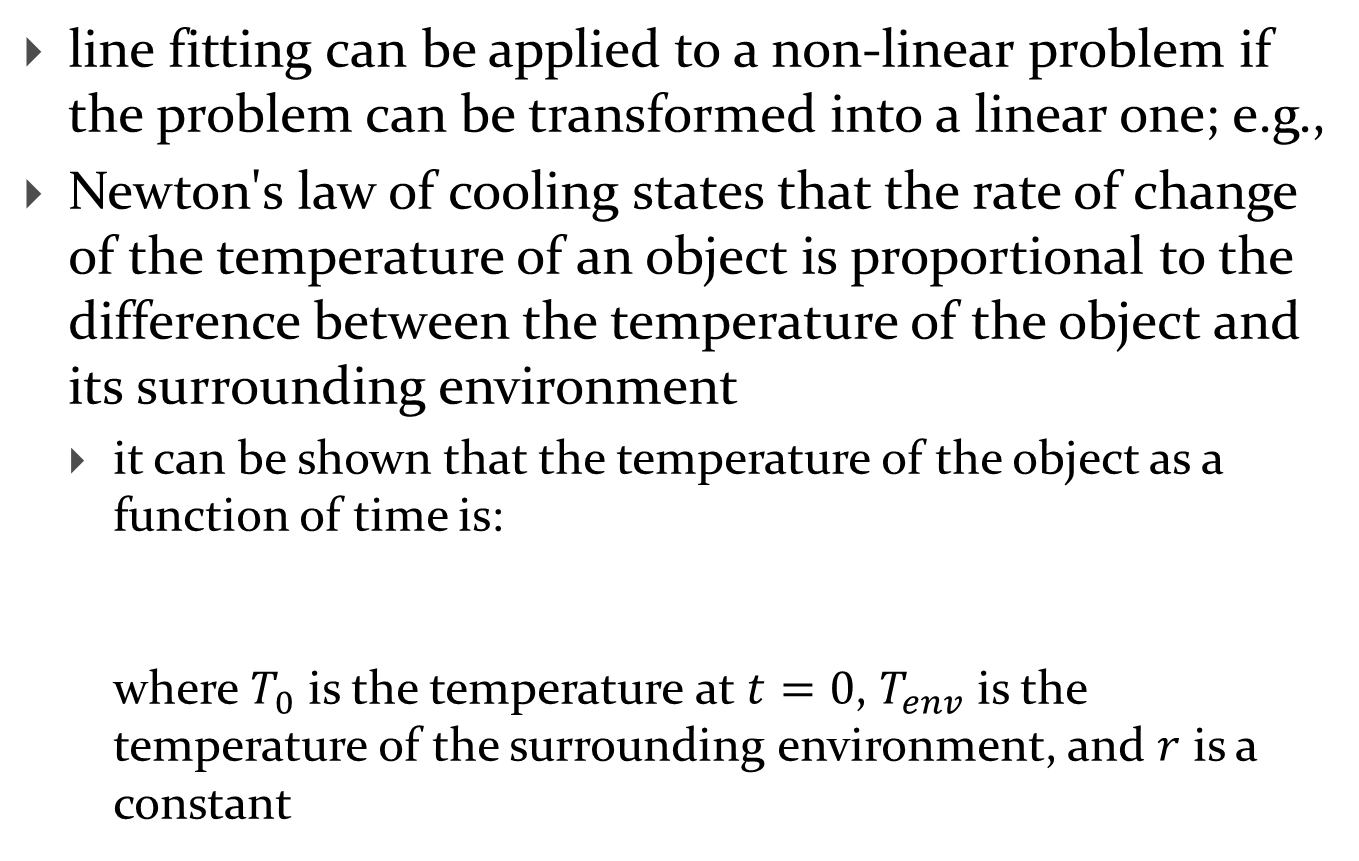 line fitting can be applied to a non-linear problem if
the problem can be transformed into a linear one; e.g.,
Newton's law of cooling states that the rate of change
of the temperature of an object is proportional to the
difference between the temperature of the object and
its surrounding environment
it can be shown that the temperature of the object as a
function of time is:
where T₀ is the temperature at t = 0, Tₑₙᵥ is the
temperature of the surrounding environment, and r is a
constant